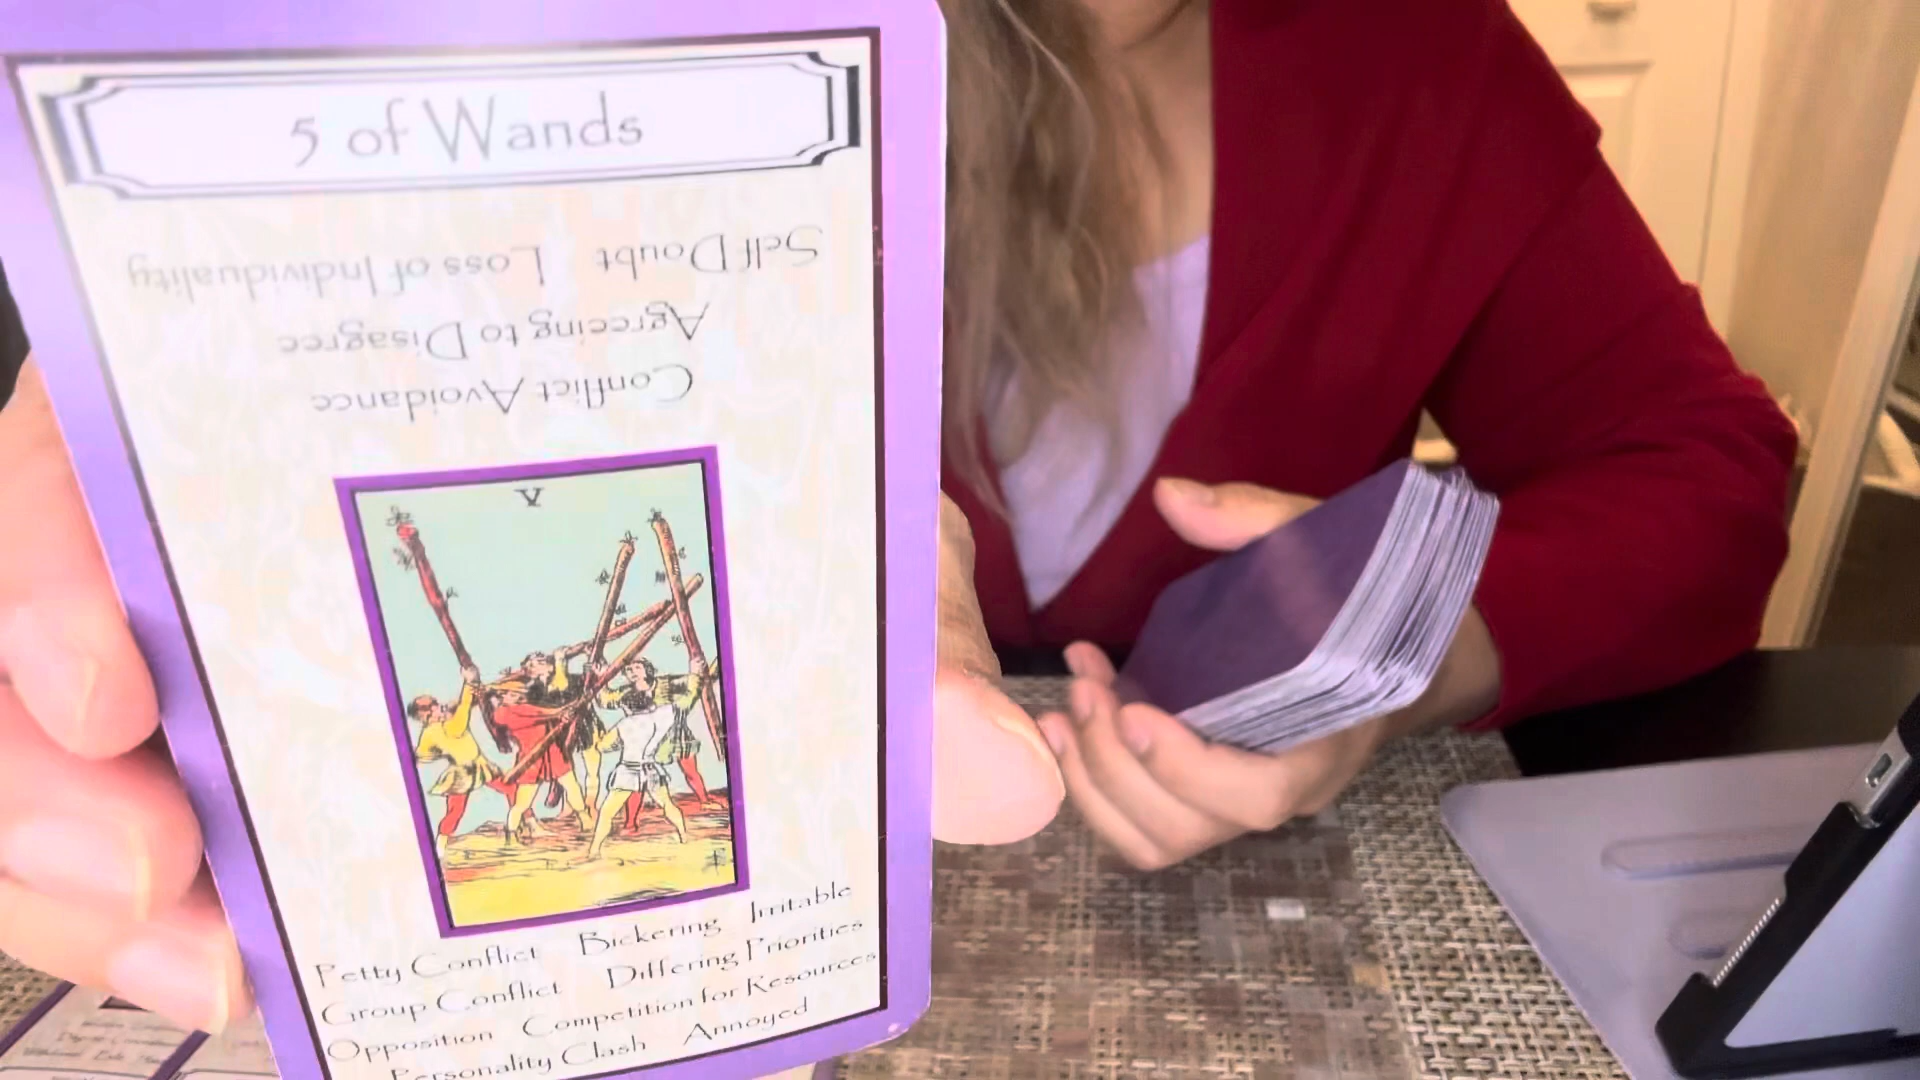 5 of Wands
Self Doubt Loss of Individuality
Agreeing to Disagree
Conflict Avoidance
V
Petty Conflict Bickering Irritable
Group Conflict Differing Priorities
Opposition Competition for Resources
Personality Clash Annoyed